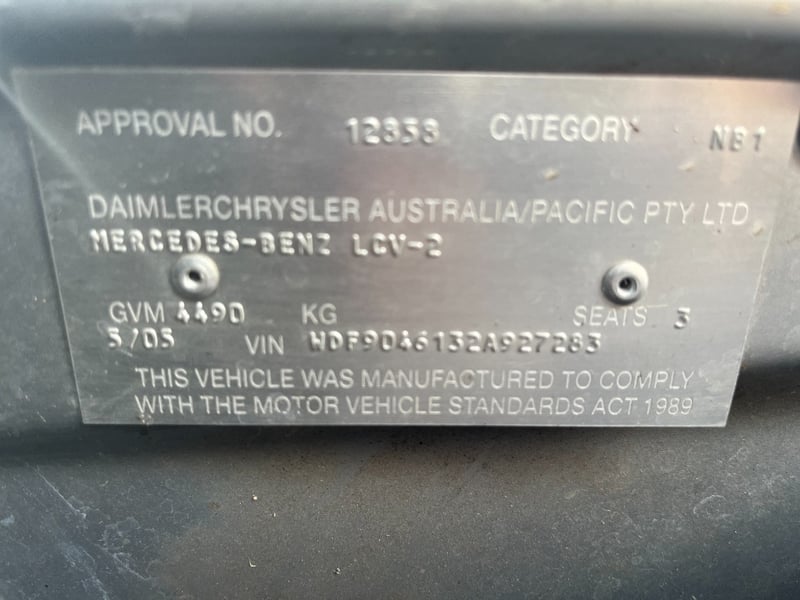 APPROVAL NO. 12838 CATEGORY NB1
DAIMLERCHRYSLER AUSTRALIA/PACIFIC PTY LTD
MERCEDES-BENZ LCV-2
GVM 4490 KG SEATS 3
5/05 VIN WDF9046132A927283
THIS VEHICLE WAS MANUFACTURED TO COMPLY
WITH THE MOTOR VEHICLE STANDARDS ACT 1989